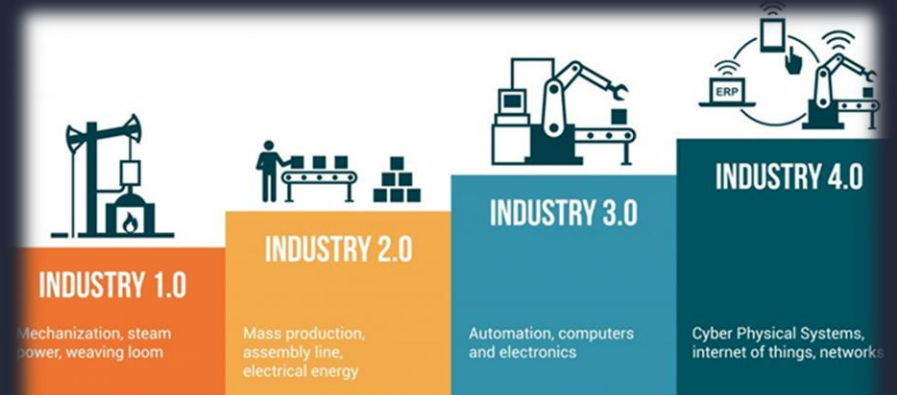 ERP
INDUSTRY 1.0
Mechanization, steam
power, weaving loom
INDUSTRY 2.0
Mass production,
assembly line,
electrical energy
INDUSTRY 3.0
Automation, computers
and electronics
INDUSTRY 4.0
Cyber Physical Systems,
internet of things, networks